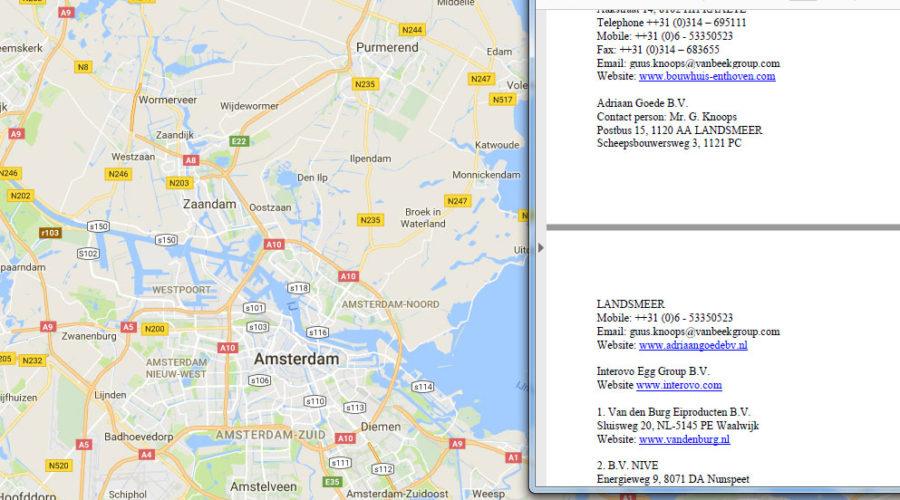 Middelie
A9
N244
eemskerk
Purmerend
Edam
N8
N247
Vole
N235
N517
Wormerveer
Wijdewormer
A9
Zaandijk
E22
Katwoude
Westzaan
A8
Ilpendam
N246
N246
N203
Den Ilp
Monnickendam
N202
Zaandam
Oostzaan
N247
N235
Broek in
Waterland
s150
r103
s150
A10
S102
Uit
paarndam
A10
WESTPOORT
s118
AMSTERDAM-NOORD
s101
A9
A5
N200
s103
s116
Zwanenburg
A10
205
N232
AMSTERDAM
NIEUW-WEST
Amsterdam
s106
s114
ijfhuizen
Lijnden
s110
s113
Badhoevedorp
AMSTERDAM-ZUID
Diemen
A5
A10
A9
A4
A1
N520
s111
s112
E35
Hoofddorp
Schiphol
Amstelveen
Amsterdam-Zuidoost
Weesp
Telephone ++31 (0)314 – 695111
Mobile: ++31 (0)6 - 53350523
Fax: ++31 (0)314 – 683655
Email: guus.knoops@vanbeekgroup.com
Website: www.bouwhuis-enthoven.com
Adriaan Goede B.V.
Contact person: Mr. G. Knoops
Postbus 15, 1120 AA LANDSMEER
Scheepsbouwersweg 3, 1121 PC
LANDSMEER
Mobile: ++31 (0)6 - 53350523
Email: guus.knoops@vanbeekgroup.com
Website: www.adriaangoedebv.nl
Interovo Egg Group B.V.
Website www.interovo.com
1. Van den Burg Eiproducten B.V.
Sluisweg 20, NL-5145 PE Waalwijk
Website: www.vandenburg.nl
2. B.V. NIVE
Energieweg 9, 8071 DA Nunspeet